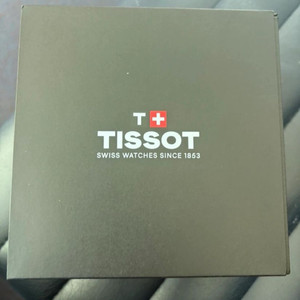 T+
TISSOT
SWISS WATCHES SINCE 1853